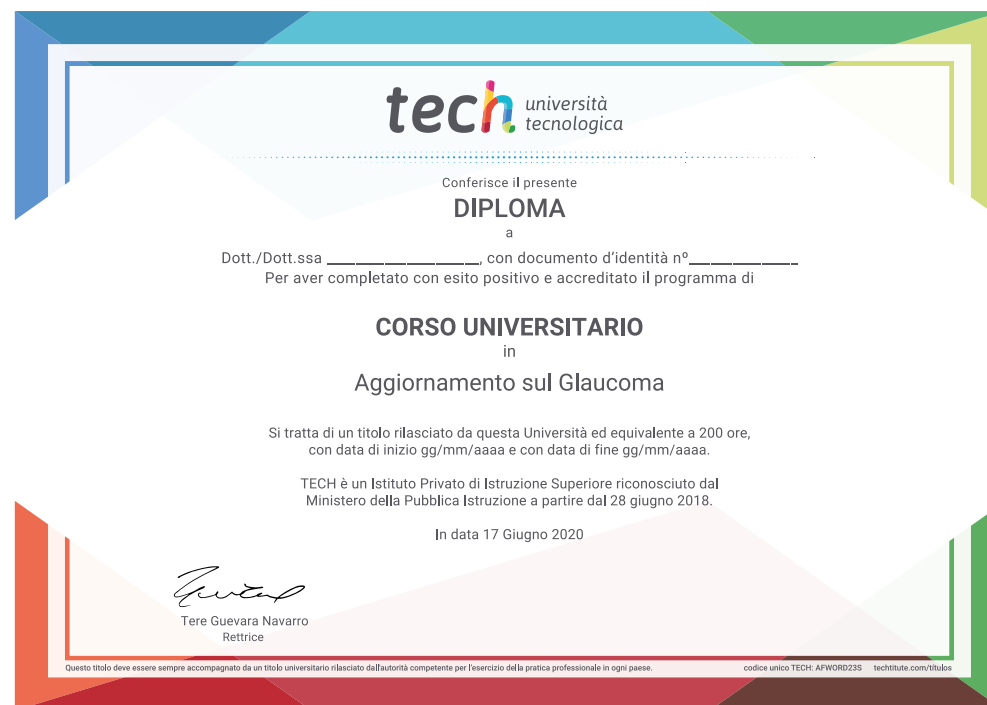 tech università
tecnologica
Conferisce il presente
DIPLOMA
a
Dott./Dott.ssa ___________________, con documento d'identità nº______________
Per aver completato con esito positivo e accreditato il programma di
CORSO UNIVERSITARIO
in
Aggiornamento sul Glaucoma
Si tratta di un titolo rilasciato da questa Università ed equivalente a 200 ore,
con data di inizio gg/mm/aaaa e con data di fine gg/mm/aaaa.
TECH è un Istituto Privato di Istruzione Superiore riconosciuto dal
Ministero della Pubblica Istruzione a partire dal 28 giugno 2018.
In data 17 Giugno 2020
Tere Guevara Navarro
Rettrice
Questo titolo deve essere sempre accompagnato da un titolo universitario rilasciato dall'autorità competente per l'esercizio della pratica professionale in ogni paese. codice unico TECH: AFWORD23S techtitute.com/títulos